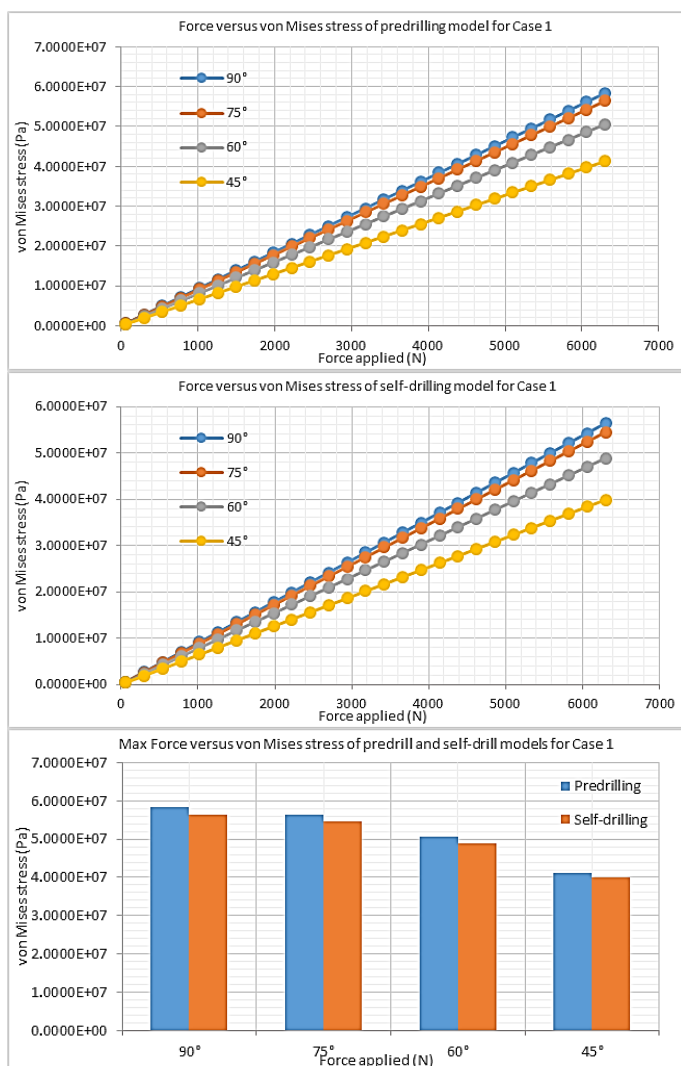 Force versus von Mises stress of predrilling model for Case 1
7.0000E+07
6.0000E+07
5.0000E+07
4.0000E+07
3.0000E+07
2.0000E+07
1.0000E+07
0.0000E+00
von Mises stress (Pa)
90°
75°
60°
45°
0 1000 2000 3000 4000 5000 6000 7000
Force applied (N)
Force versus von Mises stress of self-drilling model for Case 1
6.0000E+07
5.0000E+07
4.0000E+07
3.0000E+07
2.0000E+07
1.0000E+07
0.0000E+00
von Mises stress (Pa)
90°
75°
60°
45°
0 1000 2000 3000 4000 5000 6000 7000
Force applied (N)
Max Force versus von Mises stress of predrill and self-drill models for Case 1
7.0000E+07
6.0000E+07
5.0000E+07
4.0000E+07
3.0000E+07
2.0000E+07
1.0000E+07
0.0000E+00
von Mises stress (Pa)
Predrilling
Self-drilling
90° 75° 60° 45°
Force applied (N)